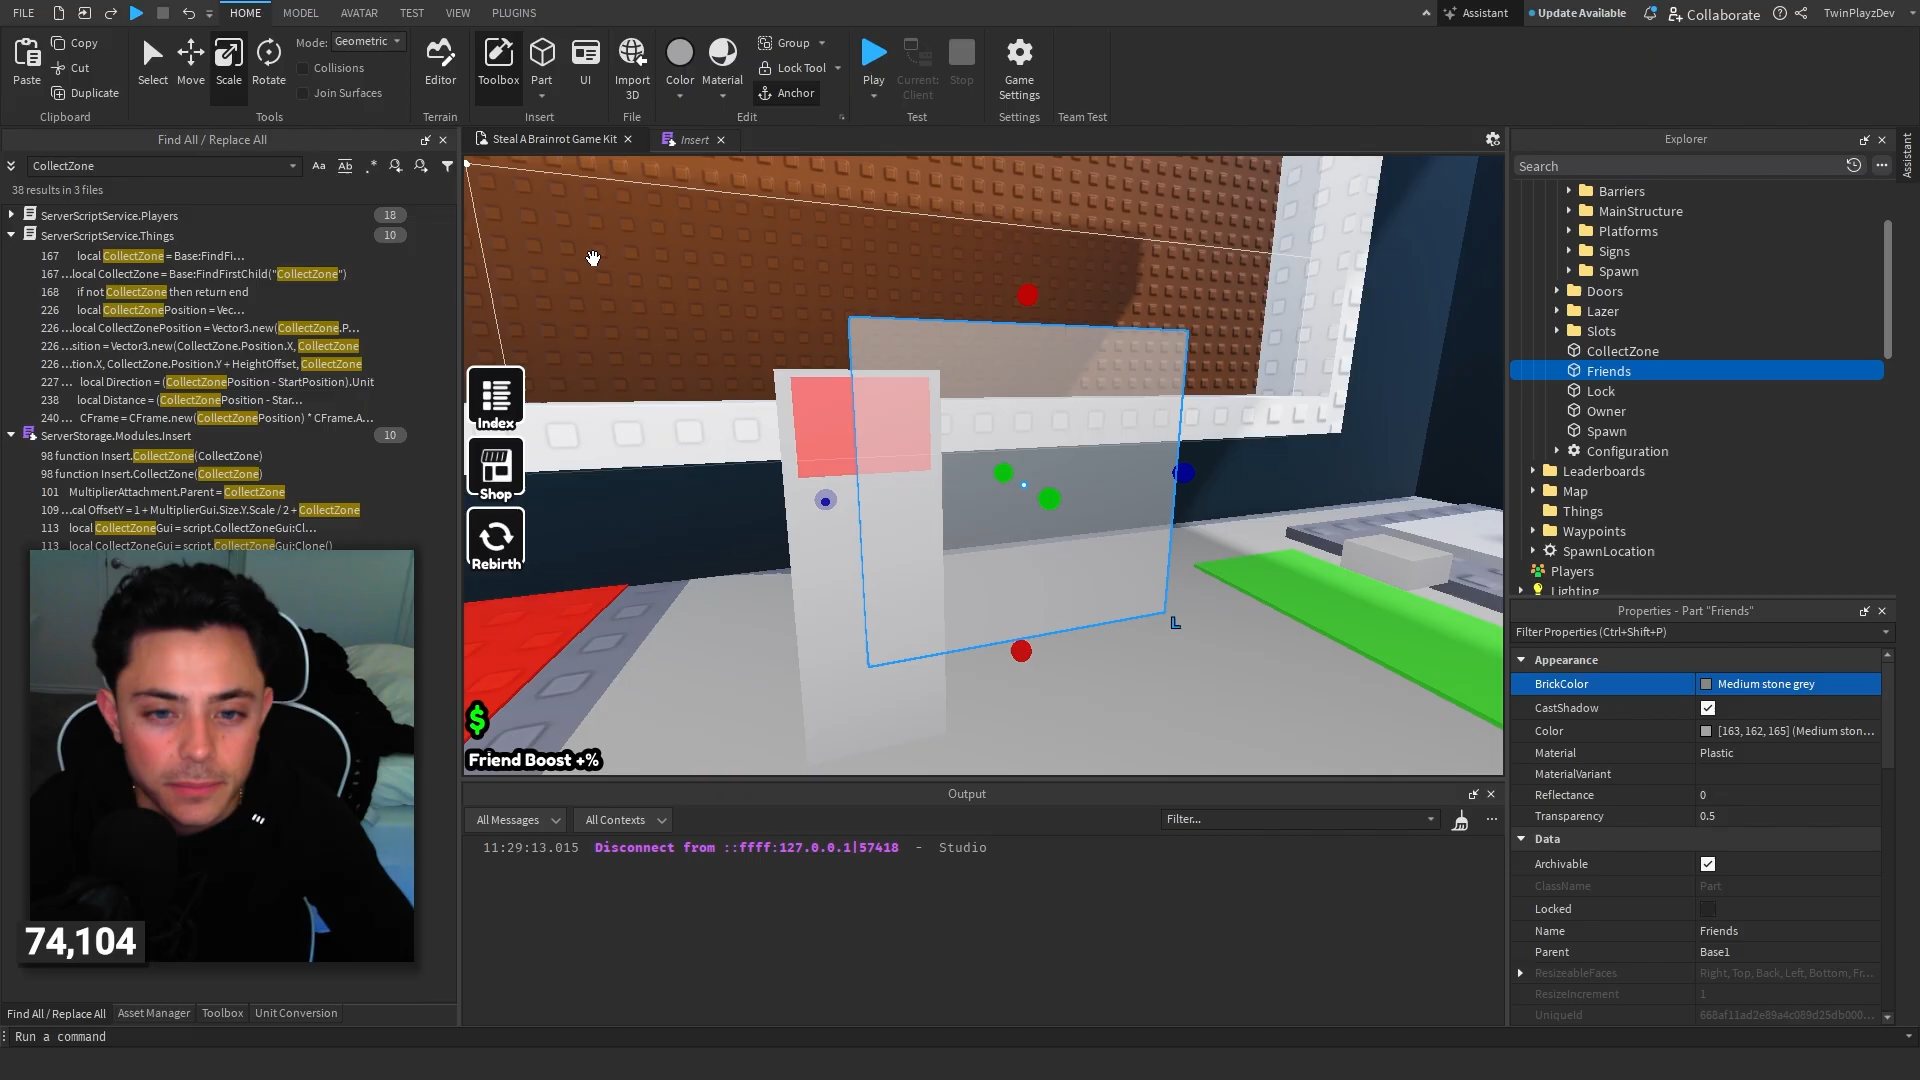 FILE
HOME
MODEL
AVATAR
TEST
VIEW
PLUGINS
Assistant
Update Available
Collaborate
TwinPlayzDev
Paste
Copy
Cut
Duplicate
Clipboard
Select
Move
Scale
Rotate
Mode: Geometric
Collisions
Join Surfaces
Tools
Editor
Terrain
Toolbox
Part
UI
Insert
Import 3D
File
Color
Material
Group
Lock Tool
Anchor
Edit
Play
Current: Client
Stop
Test
Game Settings
Settings
Team Test
Find All / Replace All
CollectZone
Aa
Ab
.*
38 results in 3 files
ServerScriptService.Players 18
ServerScriptService.Things 10
167 local CollectZone = Base:FindFi...
167 ...local CollectZone = Base:FindFirstChild("CollectZone")
168 if not CollectZone then return end
226 local CollectZonePosition = Vec...
226 ...local CollectZonePosition = Vector3.new(CollectZone.P...
226 ...sition = Vector3.new(CollectZone.Position.X, CollectZone
226 ...tion.X, CollectZone.Position.Y + HeightOffset, CollectZone
227 ... local Direction = (CollectZonePosition - StartPosition).Unit
238 local Distance = (CollectZonePosition - Star...
240 ... CFrame = CFrame.new(CollectZonePosition) * CFrame.A...
ServerStorage.Modules.Insert 10
98 function Insert.CollectZone(CollectZone)
98 function Insert.CollectZone(CollectZone)
101 MultiplierAttachment.Parent = CollectZone
109 ...cal OffsetY = 1 + MultiplierGui.Size.Y.Scale / 2 + CollectZone
113 local CollectZoneGui = script.CollectZoneGui:Cl...
113 local CollectZoneGui = script.CollectZoneGui:Clone()
74,104
Find All / Replace All
Asset Manager
Toolbox
Unit Conversion
Run a command
Steal A Brainrot Game Kit
Insert
Index
Shop
Rebirth
$
Friend Boost +%
L
Output
All Messages
All Contexts
Filter...
11:29:13.015 Disconnect from ::ffff:127.0.0.1|57418 - Studio
Explorer
Assistant
Search
Barriers
MainStructure
Platforms
Signs
Spawn
Doors
Lazer
Slots
CollectZone
Friends
Lock
Owner
Spawn
Configuration
Leaderboards
Map
Things
Waypoints
SpawnLocation
Players
Lighting
Properties - Part "Friends"
Filter Properties (Ctrl+Shift+P)
Appearance
BrickColor Medium stone grey
CastShadow
Color [163, 162, 165] (Medium ston...
Material Plastic
MaterialVariant
Reflectance 0
Transparency 0.5
Data
Archivable
ClassName Part
Locked
Name Friends
Parent Base1
ResizeableFaces Right, Top, Back, Left, Bottom, Fr...
ResizeIncrement 1
UniqueId 668af11ad2e89a4c089d25db000...